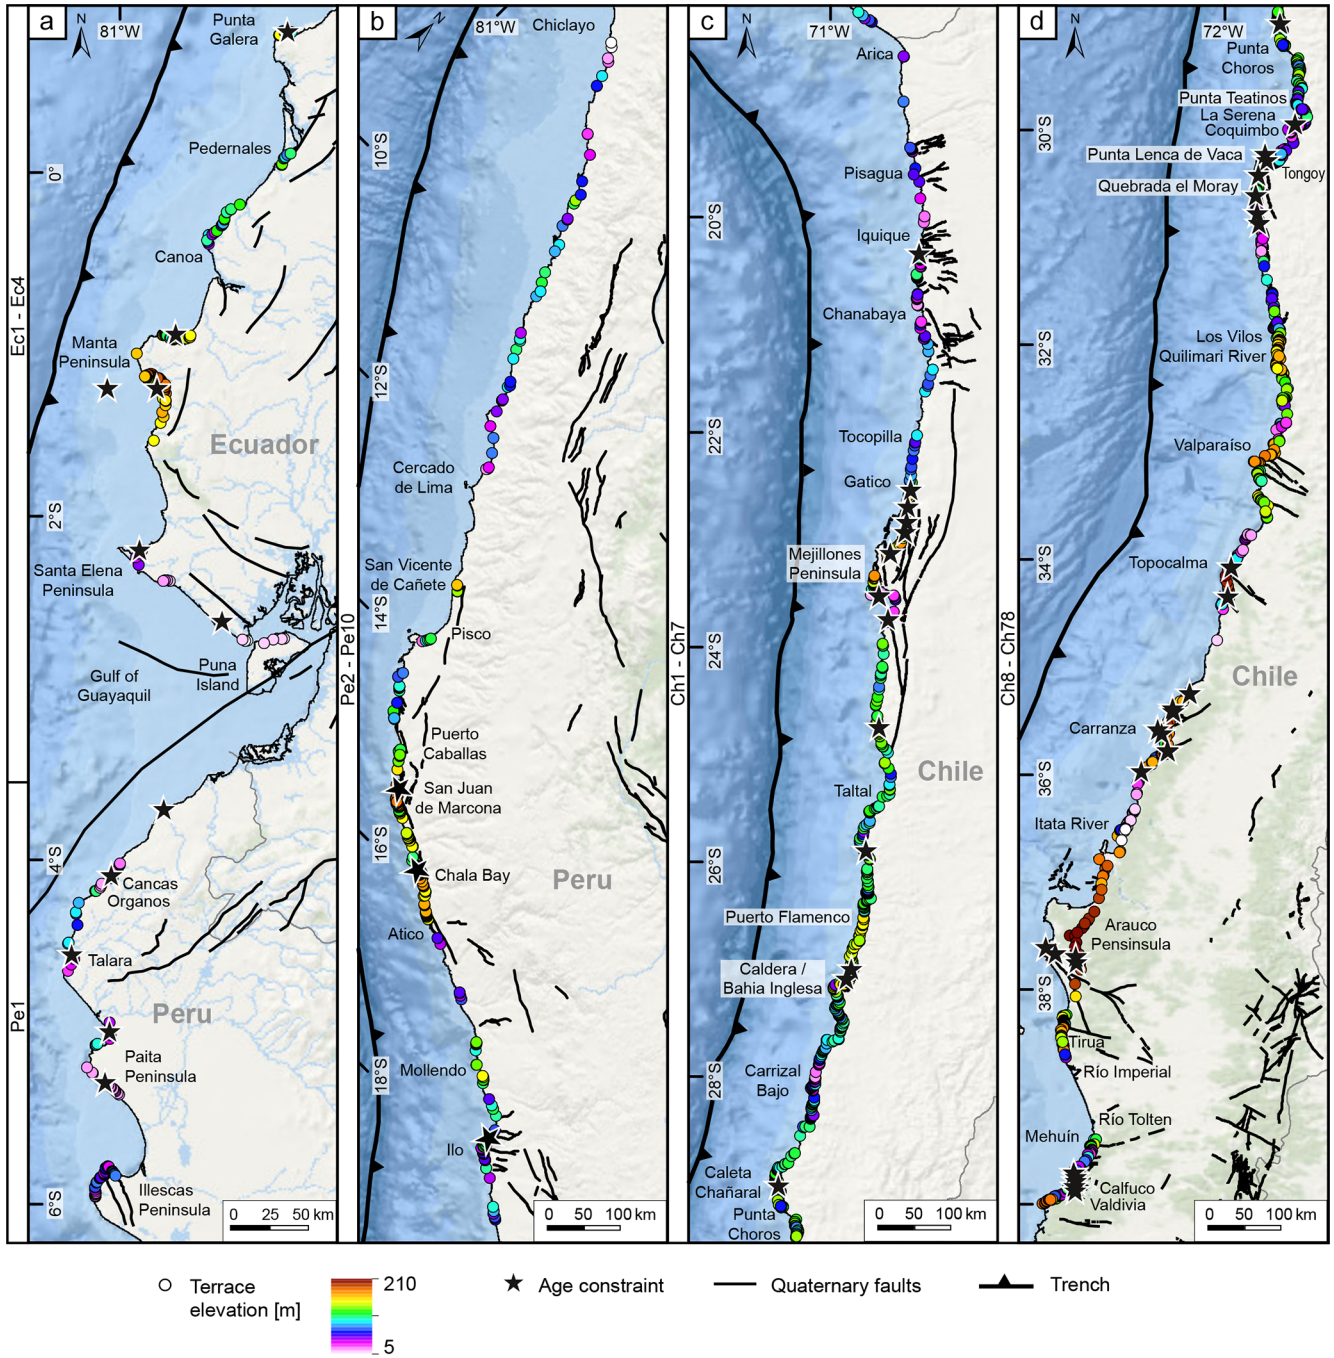 a
N
81°W
Punta
Galera
Pedernales
0°
Canoa
Ec1 - Ec4
Manta
Peninsula
Ecuador
2°S
Santa Elena
Peninsula
Gulf of
Guayaquil
Puna
Island
4°S
Cancas
Organos
Talara
Pe1
Peru
Paita
Peninsula
6°S
Illescas
Peninsula
0 25 50 km
b
N
81°W
Chiclayo
10°S
12°S
Cercado
de Lima
San Vicente
de Cañete
14°S
Pisco
Pe2 - Pe10
Puerto
Caballas
San Juan
de Marcona
16°S
Chala Bay
Peru
Atico
18°S
Mollendo
Ilo
0 50 100 km
c
N
71°W
Arica
Pisagua
20°S
Iquique
Chanabaya
22°S
Tocopilla
Gatico
Mejillones
Peninsula
24°S
Ch1 - Ch7
Chile
Taltal
26°S
Puerto Flamenco
Caldera /
Bahia Inglesa
28°S
Carrizal
Bajo
Caleta
Chañaral
Punta
Choros
0 50 100 km
d
N
72°W
Punta
Choros
Punta Teatinos
La Serena
Coquimbo
30°S
Punta Lenca de Vaca
Tongoy
Quebrada el Moray
32°S
Los Vilos
Quilimari River
Valparaíso
34°S
Topocalma
Ch8 - Ch78
Chile
Carranza
36°S
Itata River
Arauco
Pensinsula
38°S
Tirua
Río Imperial
Río Tolten
Mehuín
Calfuco
Valdivia
0 50 100 km
Terrace
elevation [m]
210
5
Age constraint
Quaternary faults
Trench